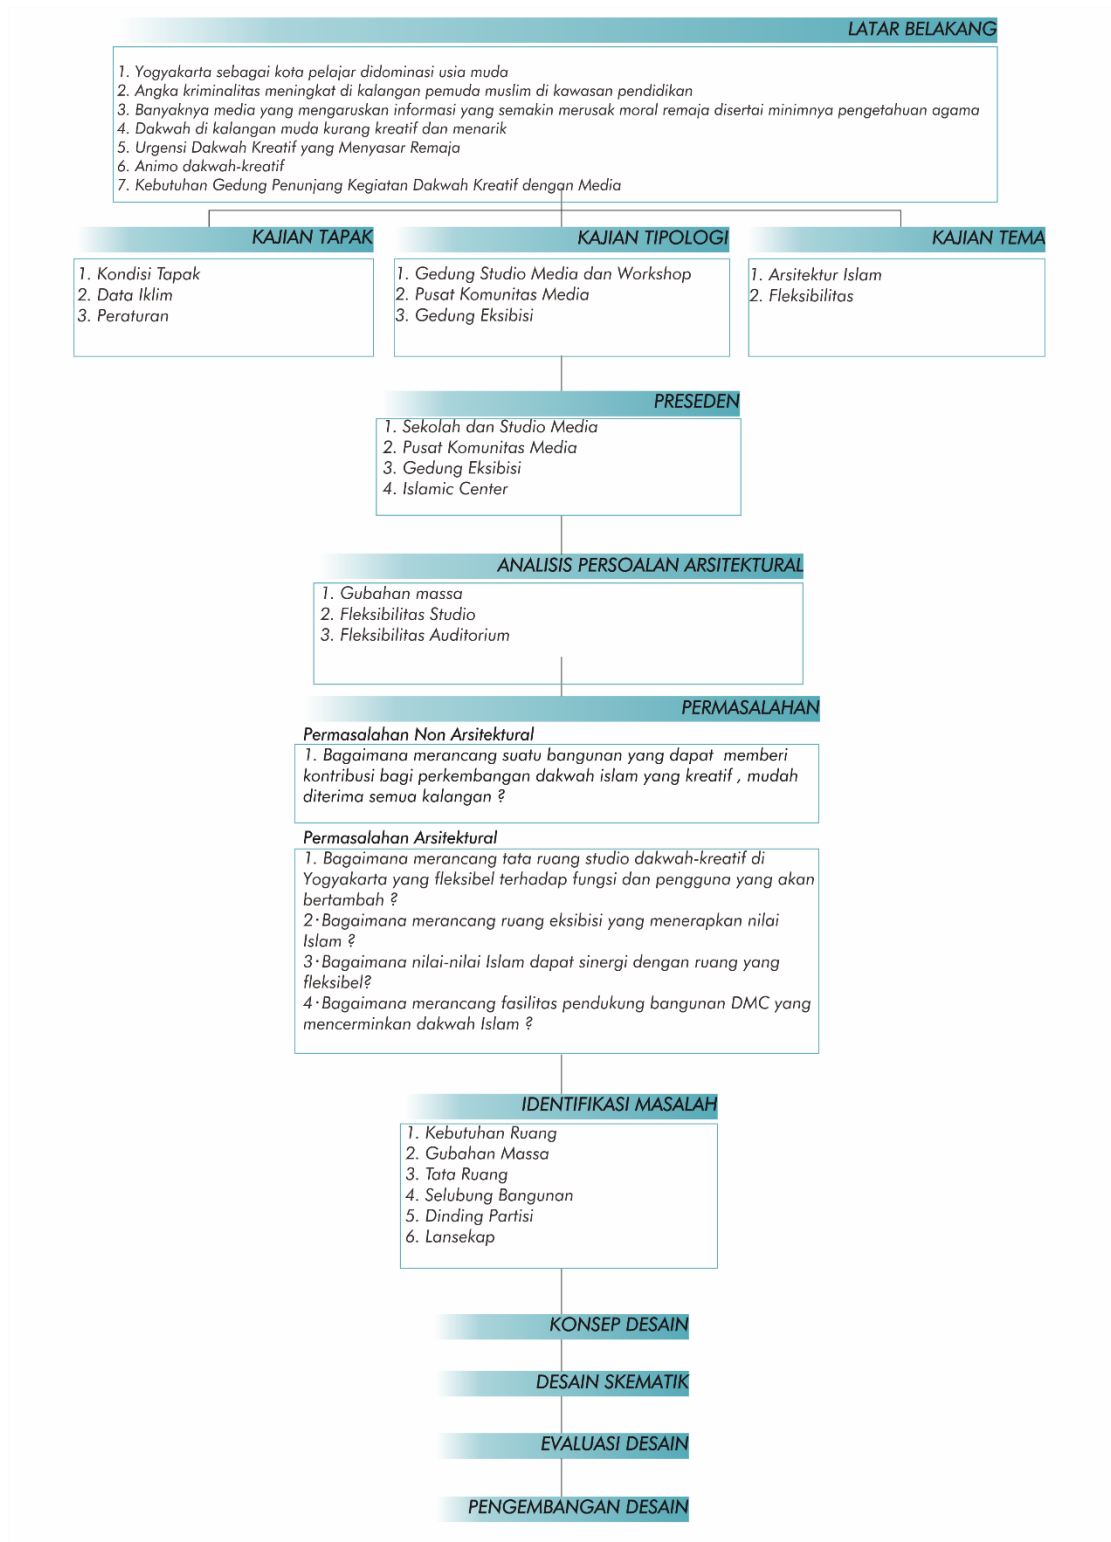 LATAR BELAKANG
1. Yogyakarta sebagai kota pelajar didominasi usia muda
2. Angka kriminalitas meningkat di kalangan pemuda muslim di kawasan pendidikan
3. Banyaknya media yang mengaruskan informasi yang semakin merusak moral remaja disertai minimnya pengetahuan agama
4. Dakwah di kalangan muda kurang kreatif dan menarik
5. Urgensi Dakwah Kreatif yang Menyasar Remaja
6. Animo dakwah-kreatif
7. Kebutuhan Gedung Penunjang Kegiatan Dakwah Kreatif dengan Media
KAJIAN TAPAK
1. Kondisi Tapak
2. Data Iklim
3. Peraturan
KAJIAN TIPOLOGI
1. Gedung Studio Media dan Workshop
2. Pusat Komunitas Media
3. Gedung Eksibisi
KAJIAN TEMA
1. Arsitektur Islam
2. Fleksibilitas
PRESEDEN
1. Sekolah dan Studio Media
2. Pusat Komunitas Media
3. Gedung Eksibisi
4. Islamic Center
ANALISIS PERSOALAN ARSITEKTURAL
1. Gubahan massa
2. Fleksibilitas Studio
3. Fleksibilitas Auditorium
PERMASALAHAN
Permasalahan Non Arsitektural
1. Bagaimana merancang suatu bangunan yang dapat memberi
kontribusi bagi perkembangan dakwah islam yang kreatif , mudah
diterima semua kalangan ?
Permasalahan Arsitektural
1. Bagaimana merancang tata ruang studio dakwah-kreatif di
Yogyakarta yang fleksibel terhadap fungsi dan pengguna yang akan
bertambah ?
2·Bagaimana merancang ruang eksibisi yang menerapkan nilai
Islam ?
3·Bagaimana nilai-nilai Islam dapat sinergi dengan ruang yang
fleksibel?
4·Bagaimana merancang fasilitas pendukung bangunan DMC yang
mencerminkan dakwah Islam ?
IDENTIFIKASI MASALAH
1. Kebutuhan Ruang
2. Gubahan Massa
3. Tata Ruang
4. Selubung Bangunan
5. Dinding Partisi
6. Lansekap
KONSEP DESAIN
DESAIN SKEMATIK
EVALUASI DESAIN
PENGEMBANGAN DESAIN